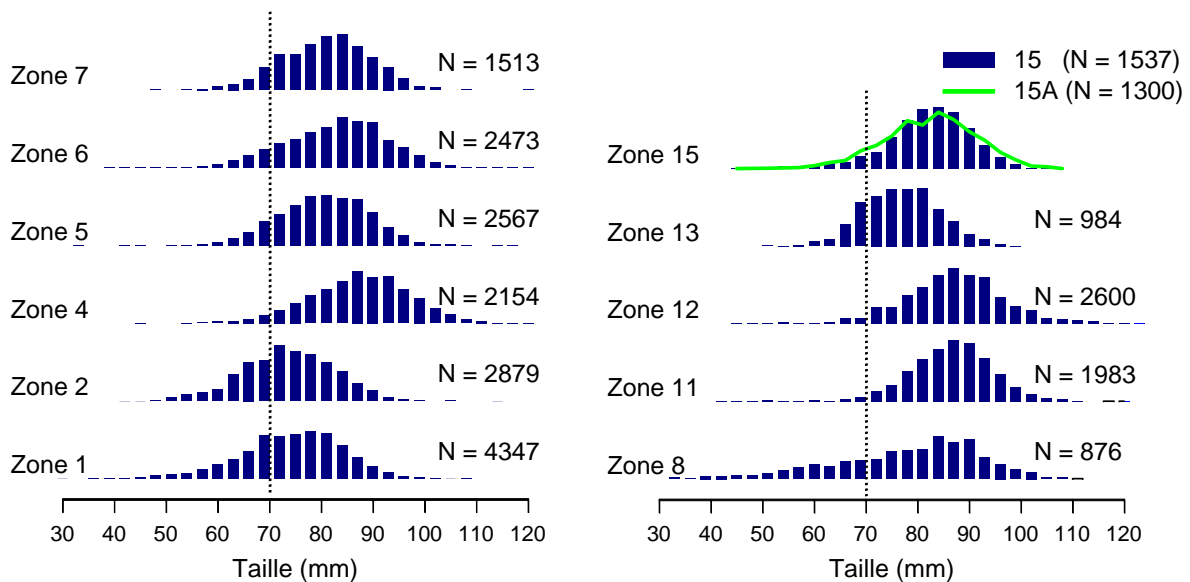 Zone 7 N = 1513
Zone 6 N = 2473
Zone 5 N = 2567
Zone 4 N = 2154
Zone 2 N = 2879
Zone 1 N = 4347
30 40 50 60 70 80 90 100 110 120
Taille (mm)
15 (N = 1537)
15A (N = 1300)
Zone 15
Zone 13 N = 984
Zone 12 N = 2600
Zone 11 N = 1983
Zone 8 N = 876
30 40 50 60 70 80 90 100 110 120
Taille (mm)